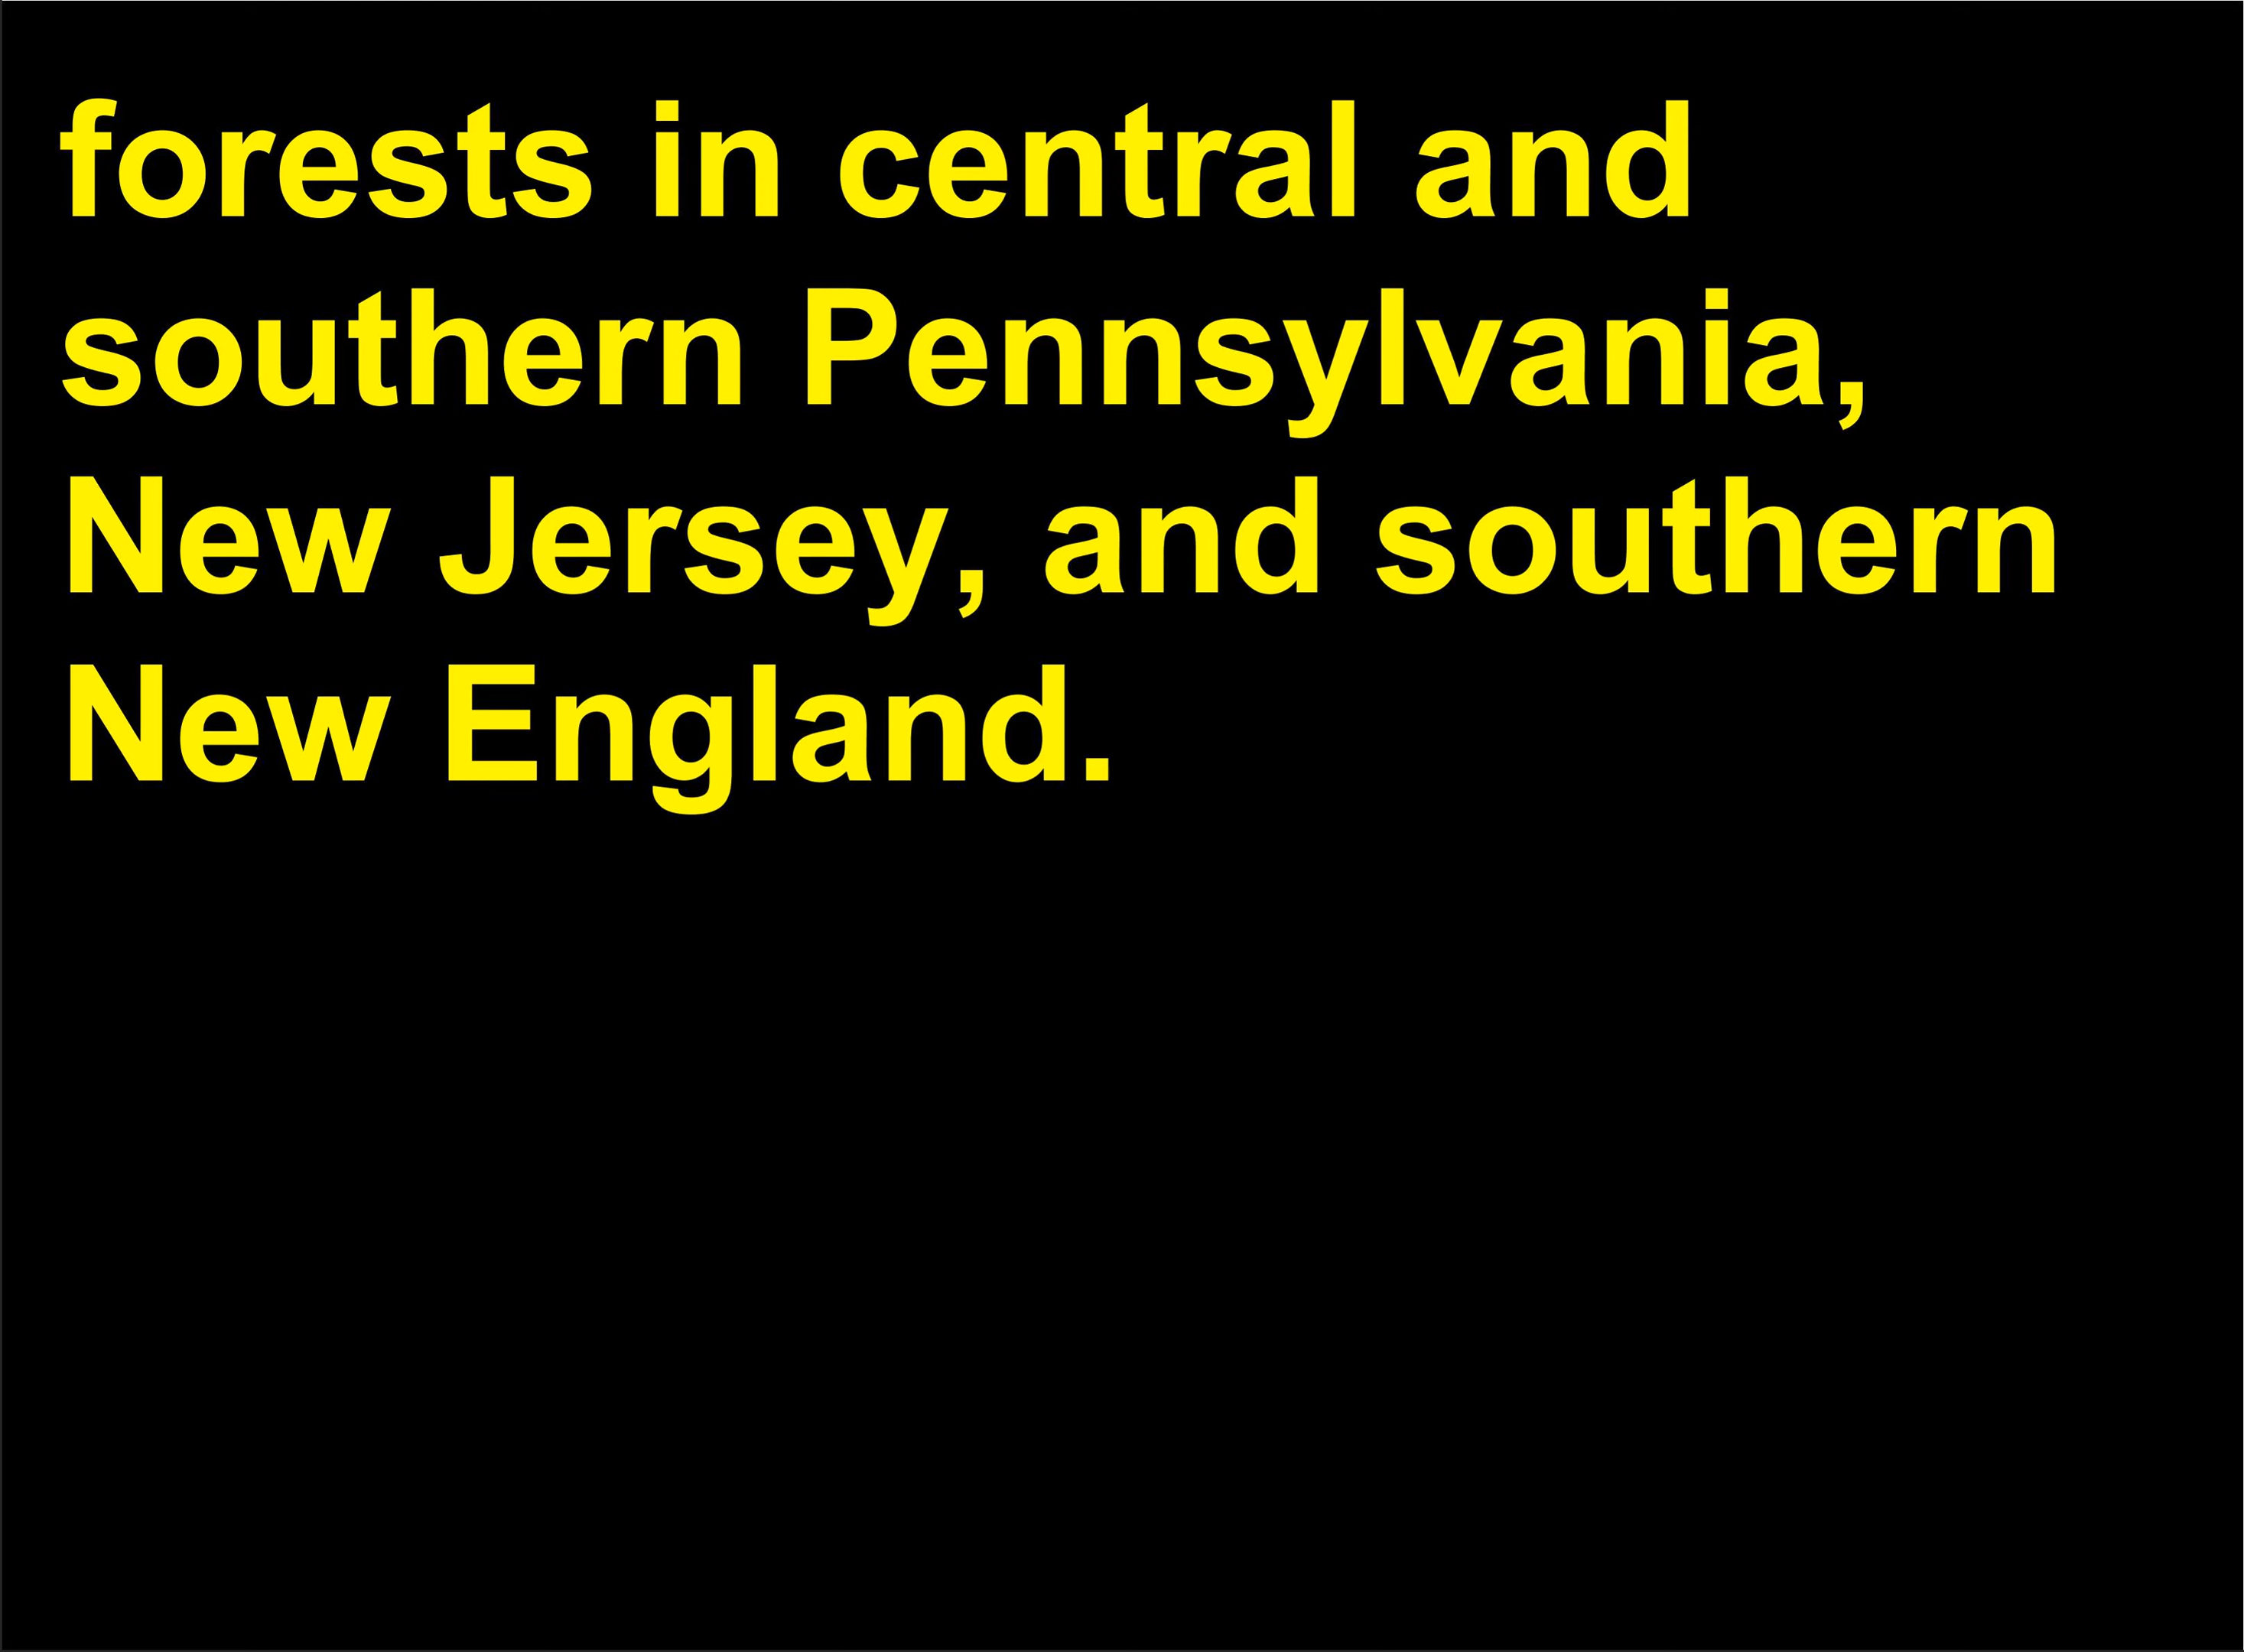 forests in central and
southern Pennsylvania,
New Jersey, and southern
New England.